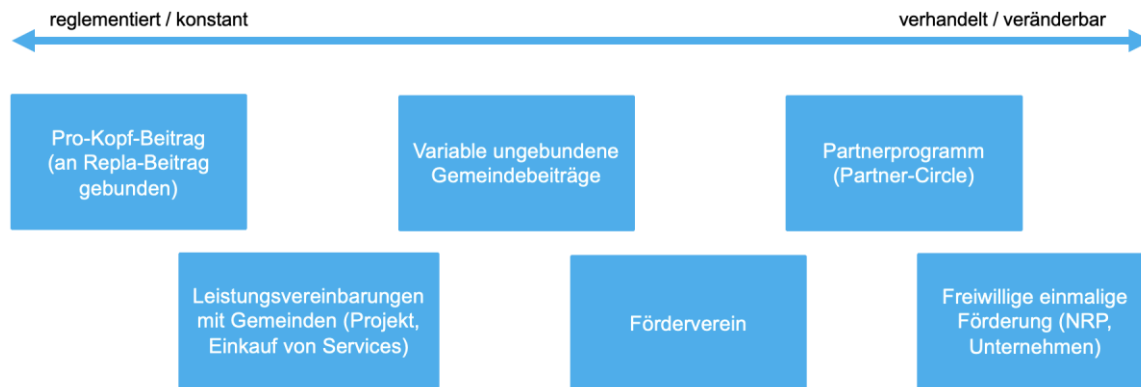 reglementiert / konstant
verhandelt / veränderbar
Pro-Kopf-Beitrag
(an Repla-Beitrag
gebunden)
Variable ungebundene
Gemeindebeiträge
Partnerprogramm
(Partner-Circle)
Leistungsvereinbarungen
mit Gemeinden (Projekt,
Einkauf von Services)
Förderverein
Freiwillige einmalige
Förderung (NRP,
Unternehmen)